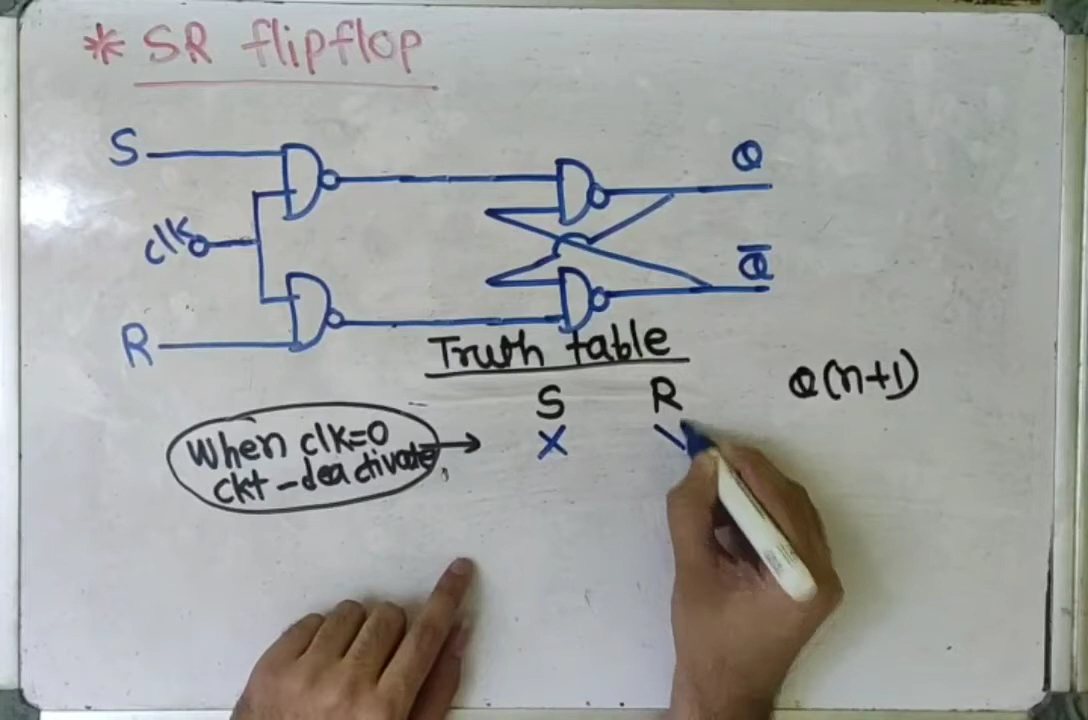 * SR flipflop
S
Q
clk
Q̅
R
Truth table
S R Q(n+1)
When clk=0
ckt-deactivate,
X